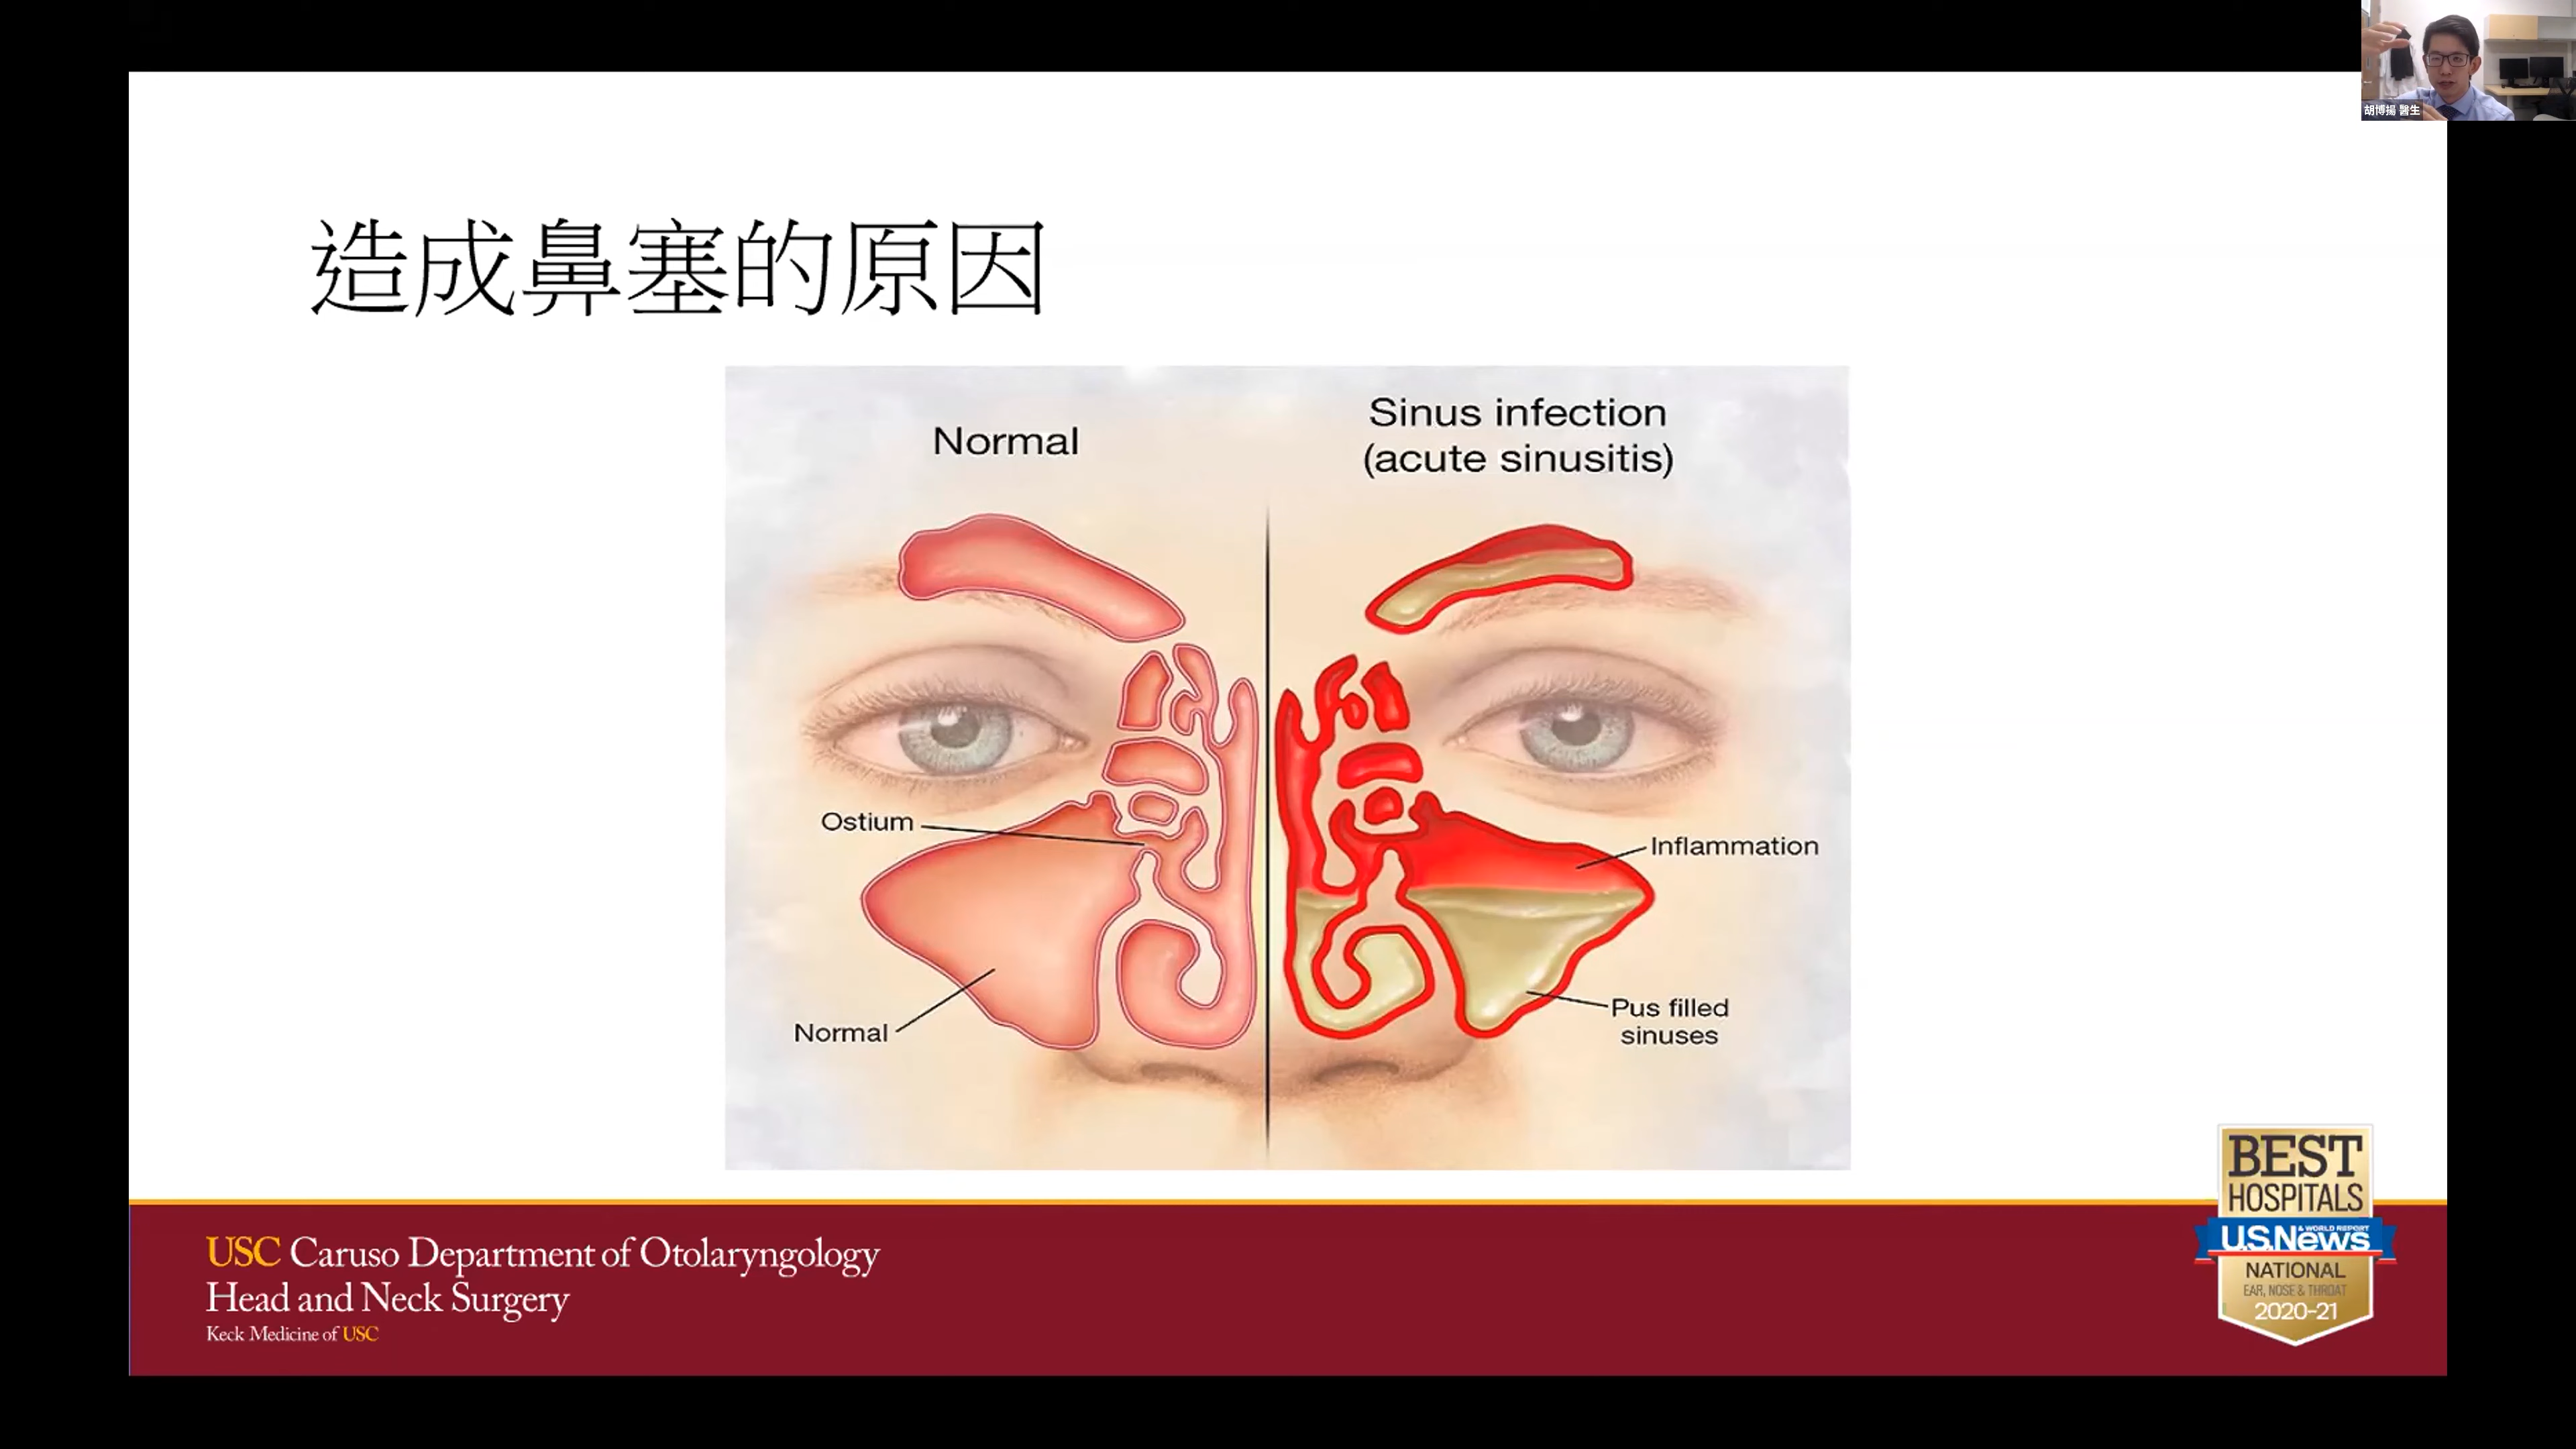 胡博揚 醫生
造成鼻塞的原因
Normal
Sinus infection
(acute sinusitis)
Ostium
Inflammation
Normal
Pus filled
sinuses
USC Caruso Department of Otolaryngology
Head and Neck Surgery
Keck Medicine of USC
BEST
HOSPITALS
U.S.News
& WORLD REPORT
NATIONAL
EAR, NOSE & THROAT
2020-21